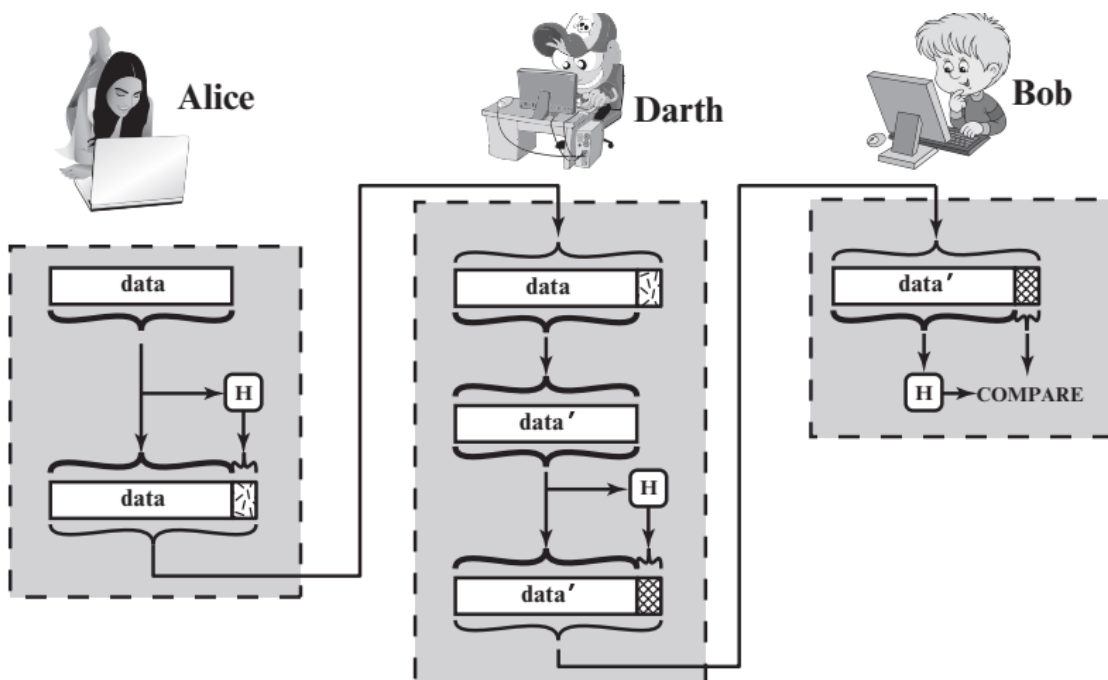 Alice
data
H
data
Darth
data
data′
H
data′
Bob
data′
H
COMPARE